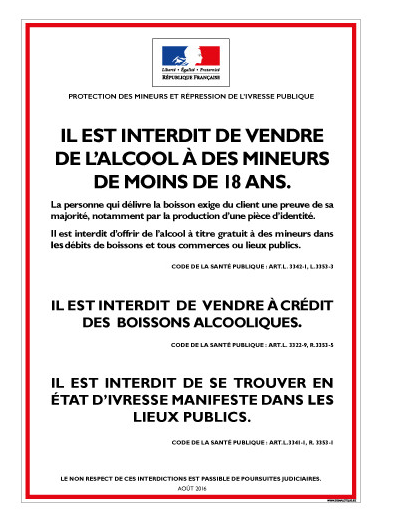 Liberté • Égalité • Fraternité
RÉPUBLIQUE FRANÇAISE
PROTECTION DES MINEURS ET RÉPRESSION DE L'IVRESSE PUBLIQUE
IL EST INTERDIT DE VENDRE
DE L'ALCOOL À DES MINEURS
DE MOINS DE 18 ANS.
La personne qui délivre la boisson exige du client une preuve de sa
majorité, notamment par la production d'une pièce d'identité.
Il est interdit d'offrir de l'alcool à titre gratuit à des mineurs dans
les débits de boissons et tous commerces ou lieux publics.
CODE DE LA SANTÉ PUBLIQUE : ART.L. 3342-1, L.3353-3
IL EST INTERDIT DE VENDRE À CRÉDIT
DES BOISSONS ALCOOLIQUES.
CODE DE LA SANTÉ PUBLIQUE : ART.L. 3322-9, R.3353-5
IL EST INTERDIT DE SE TROUVER EN
ÉTAT D'IVRESSE MANIFESTE DANS LES
LIEUX PUBLICS.
CODE DE LA SANTÉ PUBLIQUE : ART.L.3341-1, R. 3353-1
LE NON RESPECT DE CES INTERDICTIONS EST PASSIBLE DE POURSUITES JUDICIAIRES.
AOÛT 2016